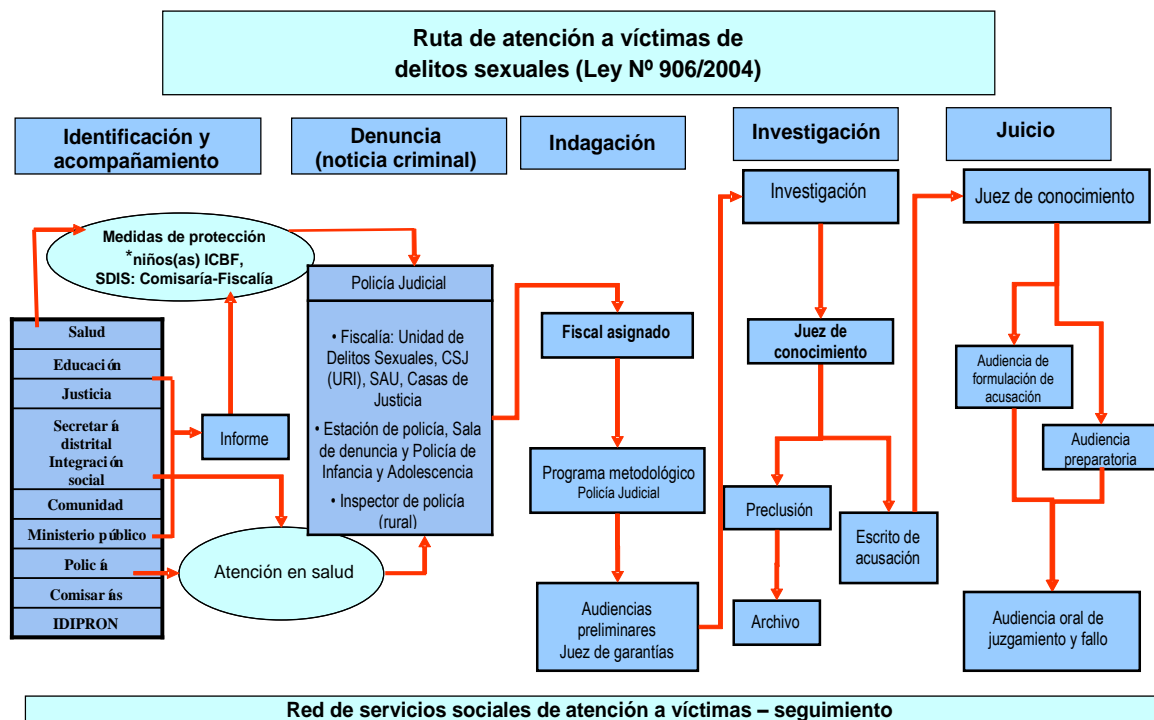 Ruta de atención a víctimas de
delitos sexuales (Ley Nº 906/2004)
Identificación y
acompañamiento
Denuncia
(noticia criminal)
Indagación
Investigación
Juicio
Medidas de protección
*niños(as) ICBF,
SDIS: Comisaría-Fiscalía
Salud
Educación
Justicia
Secretaría
distrital
Integración
social
Comunidad
Ministerio público
Policía
Comisarías
IDIPRON
Informe
Atención en salud
Policía Judicial
• Fiscalía: Unidad de
Delitos Sexuales, CSJ
(URI), SAU, Casas de
Justicia
• Estación de policía, Sala
de denuncia y Policía de
Infancia y Adolescencia
• Inspector de policía
(rural)
Fiscal asignado
Programa metodológico
Policía Judicial
Audiencias
preliminares
Juez de garantías
Investigación
Juez de
conocimiento
Preclusión
Archivo
Escrito de
acusación
Juez de conocimiento
Audiencia de
formulación de
acusación
Audiencia
preparatoria
Audiencia oral de
juzgamiento y fallo
Red de servicios sociales de atención a víctimas – seguimiento